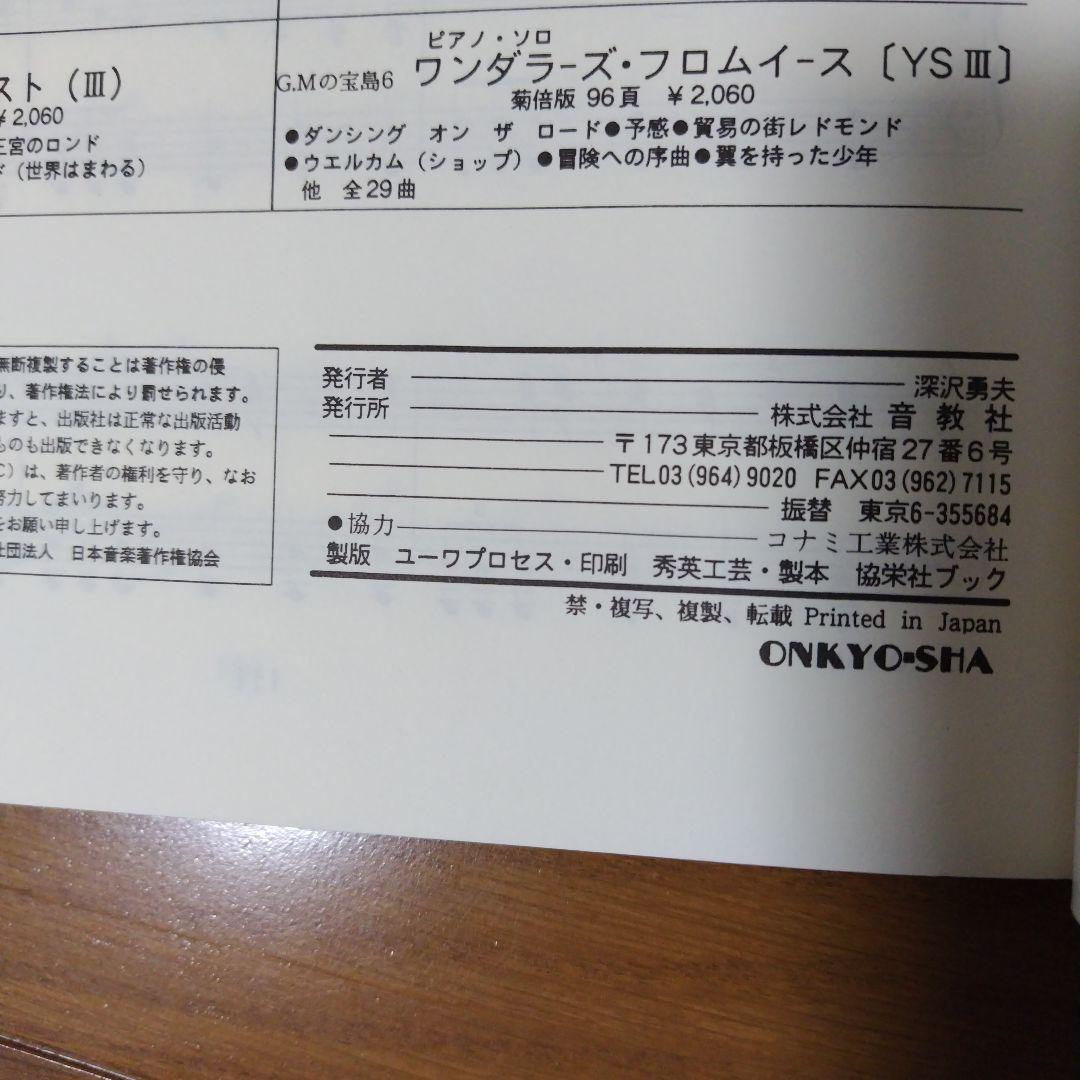 スト（Ⅲ）
¥2,060
王宮のロンド
ド（世界はまわる）
ピアノ・ソロ
G.Mの宝島6 ワンダラーズ・フロムイース〔YSⅢ〕
菊倍版 96頁 ¥2,060
●ダンシング オン ザ ロード●予感●貿易の街レドモンド
●ウエルカム（ショップ）●冒険への序曲●翼を持った少年
他 全29曲
無断複製することは著作権の侵
り、著作権法により罰せられます。
ますと、出版社は正常な出版活動
ものも出版できなくなります。
C）は、著作者の権利を守り、なお
努力してまいります。
をお願い申し上げます。
社団法人 日本音楽著作権協会
発行者 深沢勇夫
発行所 株式会社 音教社
〒173東京都板橋区仲宿27番6号
TEL03(964)9020 FAX03(962)7115
振替 東京6-355684
●協力 コナミ工業株式会社
製版 ユーワプロセス・印刷 秀英工芸・製本 協栄社ブック
禁・複写、複製、転載 Printed in Japan
ONKYO-SHA